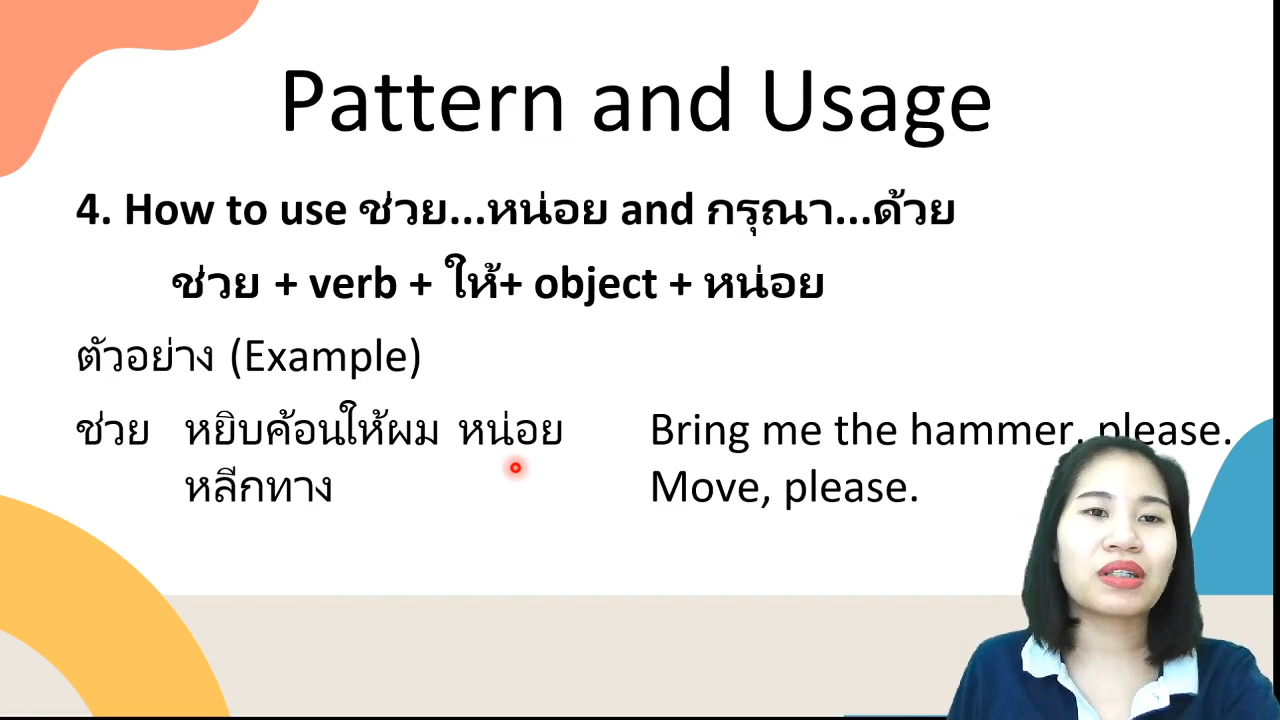 Pattern and Usage
4. How to use ช่วย...หน่อย and กรุณา...ด้วย
ช่วย + verb + ให้+ object + หน่อย
ตัวอย่าง (Example)
ช่วย หยิบค้อนให้ผม หน่อย Bring me the hammer, please.
หลีกทาง Move, please.